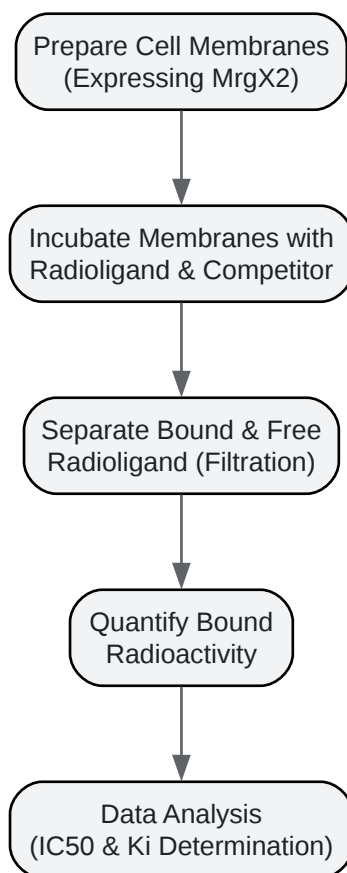 Prepare Cell Membranes
(Expressing MrgX2)
Incubate Membranes with
Radioligand & Competitor
Separate Bound & Free
Radioligand (Filtration)
Quantify Bound
Radioactivity
Data Analysis
(IC50 & Ki Determination)